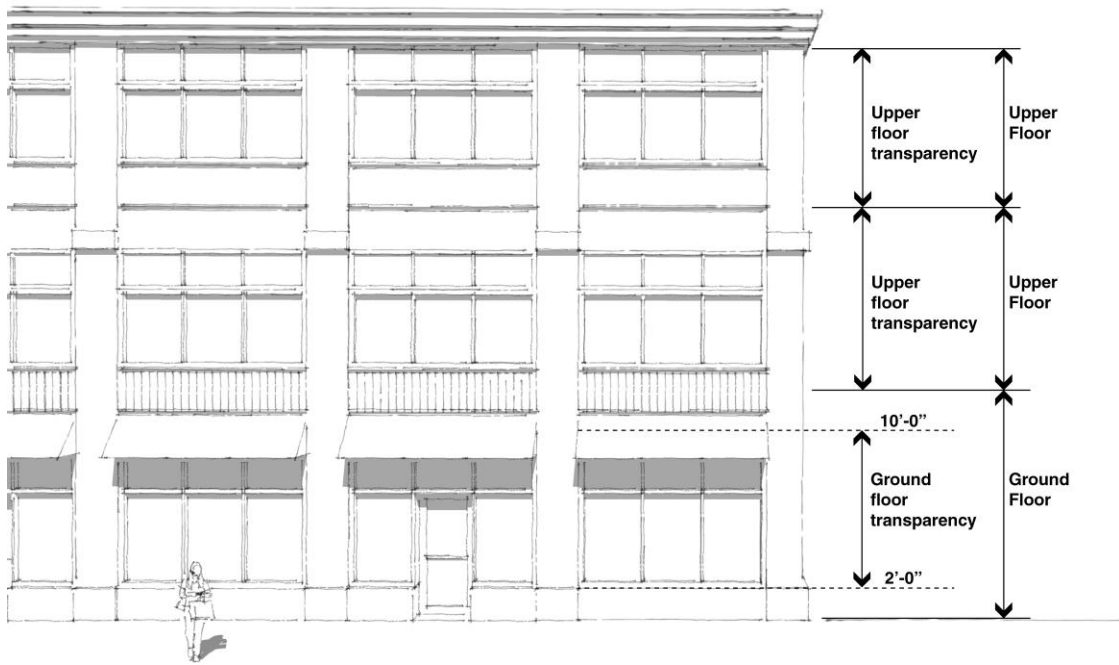 Upper
floor
transparency
Upper
Floor
Upper
floor
transparency
Upper
Floor
10’-0”
Ground
floor
transparency
Ground
Floor
2’-0”